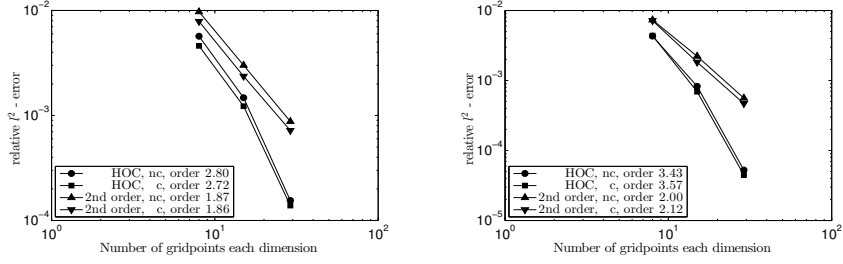 10^-2
10^-3
10^-4
relative l^2 - error
HOC, nc, order 2.80
HOC, c, order 2.72
2nd order, nc, order 1.87
2nd order, c, order 1.86
10^0
10^1
10^2
Number of gridpoints each dimension
10^-2
10^-3
10^-4
10^-5
relative l^2 - error
HOC, nc, order 3.43
HOC, c, order 3.57
2nd order, nc, order 2.00
2nd order, c, order 2.12
10^0
10^1
10^2
Number of gridpoints each dimension